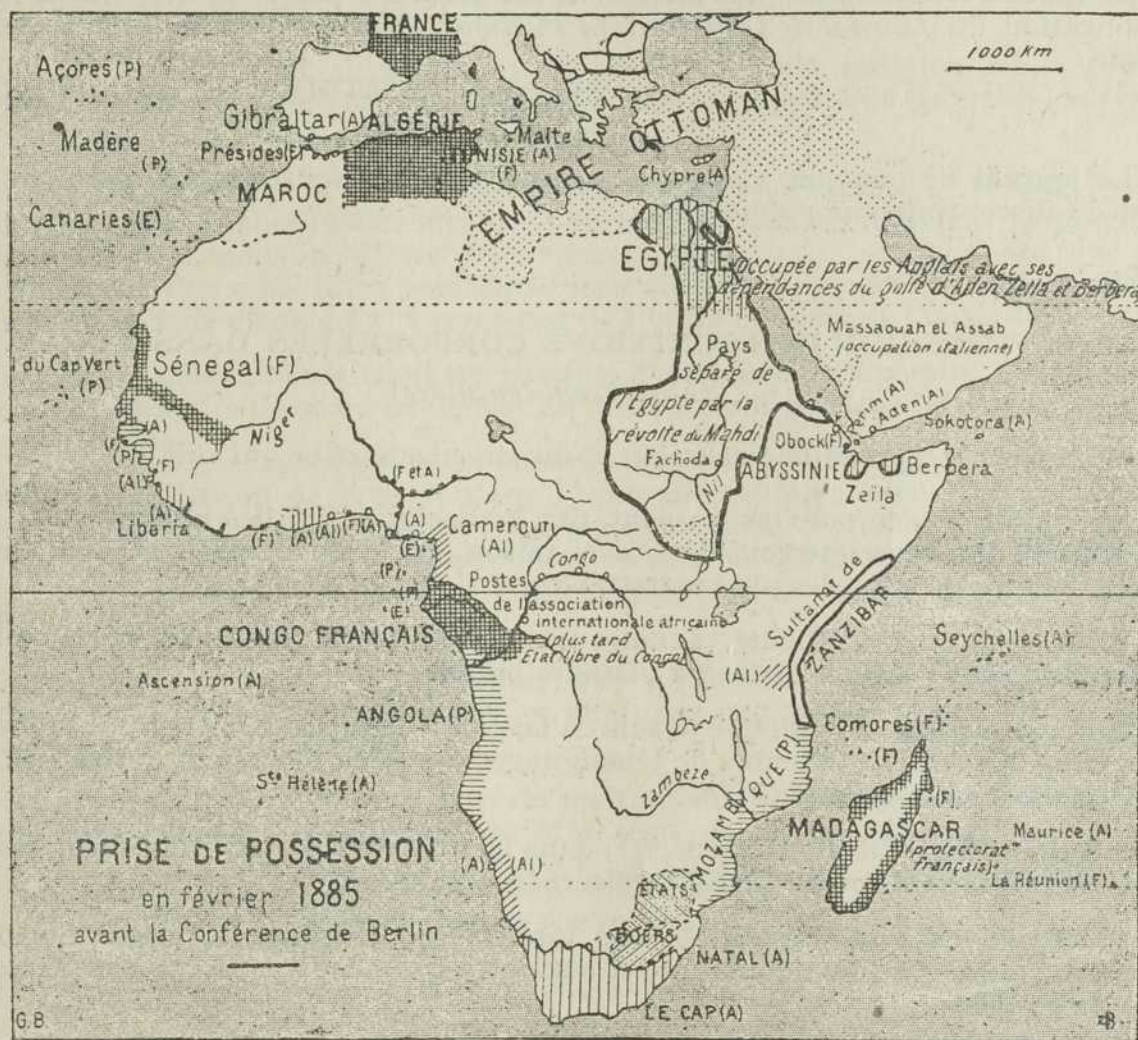 FRANCE
1000 Km
Açores (P)
Gibraltar (A)
ALGÉRIE
Madère
(P)
Présides (E)
TUNISIE
(F)
Malte
(A)
EMPIRE OTTOMAN
Chypre (A)
MAROC
Canaries (E)
EGYPTE
occupée par les Anglais avec ses
dépendances du golfe d'Aden Zeïla et Berbera
Massaouah et Assab
(occupation italienne)
I du Cap Vert
(P)
Sénégal (F)
Pays
séparé de
l'Egypte par la
révolte du Mahdi
Fachoda
Nil
Niger
Périm (A)
Aden (A)
Sokotora (A)
Obock (F)
ABYSSINIE
Zeïla
Berbera
(A)
(F)
(P)
(F)
(Al)
(A)
Libéria
(F)
(A)
(Al)
(F)
(A)
(F et A)
(A)
(E)
Cameroun
(Al)
(P)
(P)
(E)
Congo
Postes
de l'association
internationale africaine
(plus tard
Etat libre du Congo)
CONGO FRANÇAIS
Sultanat de
ZANZIBAR
(Al)
Seychelles (A)
Ascension (A)
ANGOLA (P)
Comores (F)
(F)
Ste Hélène (A)
Zambèze
MOZAMBIQUE (P)
(F)
MADAGASCAR
(protectorat
français)
Maurice (A)
La Réunion (F)
PRISE DE POSSESSION
en février 1885
avant la Conférence de Berlin
(A)
(Al)
ETATS
BOERS
NATAL (A)
LE CAP (A)
G.B.